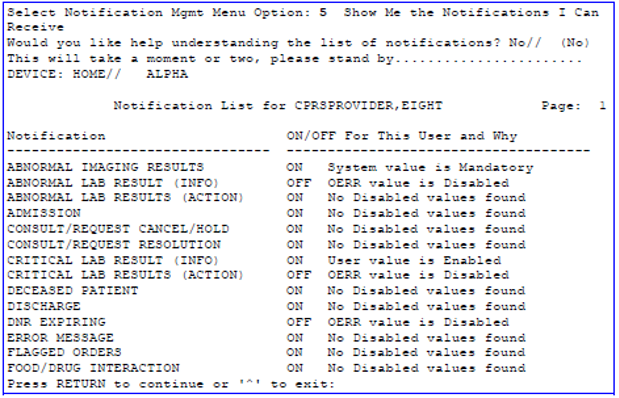 Select Notification Mgmt Menu Option: 5  Show Me the Notifications I Can
Receive
Would you like help understanding the list of notifications? No//  (No)
This will take a moment or two, please stand by.......................
DEVICE: HOME//   ALPHA
Notification List for CPRSPROVIDER,EIGHT            Page:  1
Notification                      ON/OFF For This User and Why
--------------------------------  -------------------------------------
ABNORMAL IMAGING RESULTS          ON   System value is Mandatory
ABNORMAL LAB RESULT (INFO)        OFF  OERR value is Disabled
ABNORMAL LAB RESULTS (ACTION)     ON   No Disabled values found
ADMISSION                         ON   No Disabled values found
CONSULT/REQUEST CANCEL/HOLD       ON   No Disabled values found
CONSULT/REQUEST RESOLUTION        ON   No Disabled values found
CRITICAL LAB RESULT (INFO)        ON   User value is Enabled
CRITICAL LAB RESULTS (ACTION)     OFF  OERR value is Disabled
DECEASED PATIENT                  ON   No Disabled values found
DISCHARGE                         ON   No Disabled values found
DNR EXPIRING                      OFF  OERR value is Disabled
ERROR MESSAGE                     ON   No Disabled values found
FLAGGED ORDERS                    ON   No Disabled values found
FOOD/DRUG INTERACTION             ON   No Disabled values found
Press RETURN to continue or '^' to exit: